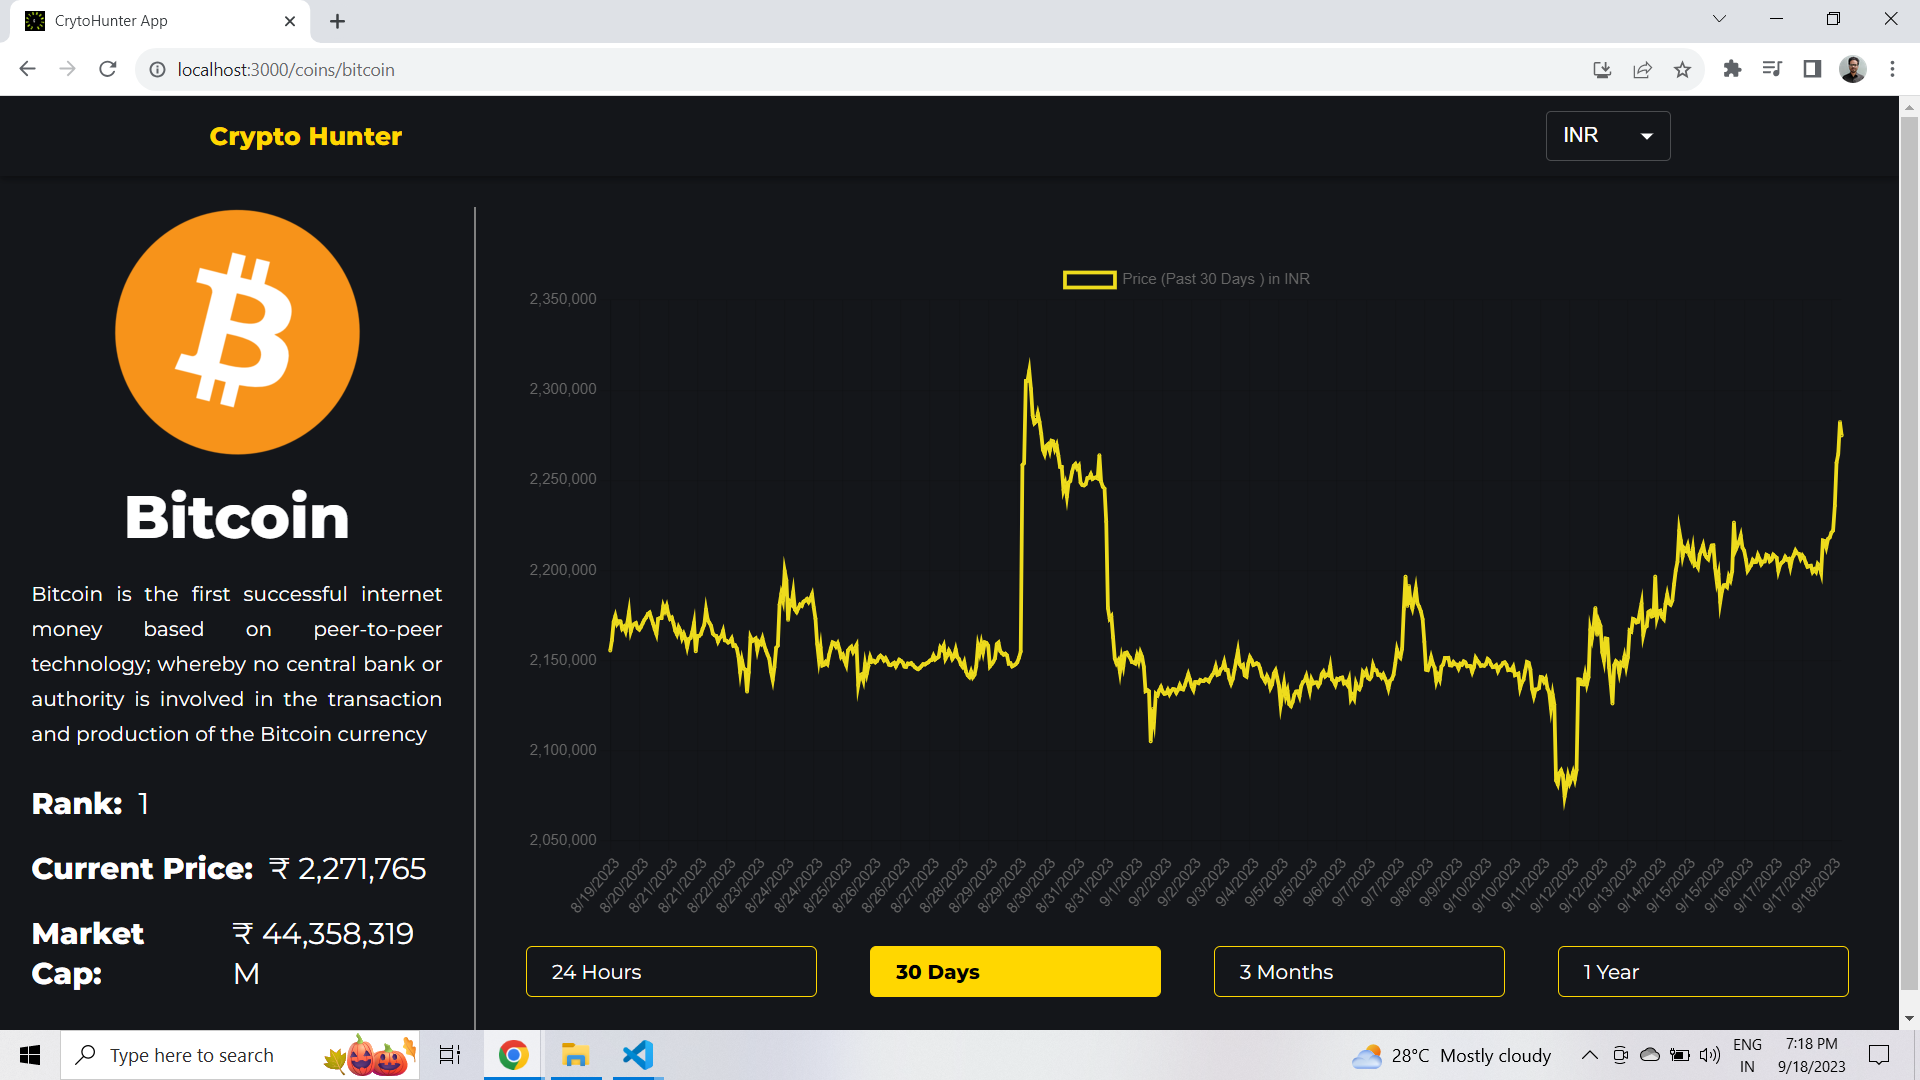 CrytoHunter App
localhost:3000/coins/bitcoin
Crypto Hunter
INR
Bitcoin
Bitcoin is the first successful internet
money based on peer-to-peer
technology; whereby no central bank or
authority is involved in the transaction
and production of the Bitcoin currency
Rank: 1
Current Price: ₹ 2,271,765
Market Cap: ₹ 44,358,319 M
Price (Past 30 Days ) in INR
2,350,000
2,300,000
2,250,000
2,200,000
2,150,000
2,100,000
2,050,000
8/19/2023
8/20/2023
8/21/2023
8/21/2023
8/22/2023
8/23/2023
8/24/2023
8/24/2023
8/25/2023
8/26/2023
8/26/2023
8/27/2023
8/28/2023
8/29/2023
8/29/2023
8/30/2023
8/31/2023
8/31/2023
9/1/2023
9/2/2023
9/2/2023
9/3/2023
9/4/2023
9/5/2023
9/5/2023
9/6/2023
9/7/2023
9/7/2023
9/8/2023
9/9/2023
9/10/2023
9/10/2023
9/11/2023
9/12/2023
9/12/2023
9/13/2023
9/14/2023
9/15/2023
9/15/2023
9/16/2023
9/17/2023
9/17/2023
9/18/2023
24 Hours
30 Days
3 Months
1 Year
Type here to search
28°C Mostly cloudy
ENG
IN
7:18 PM
9/18/2023